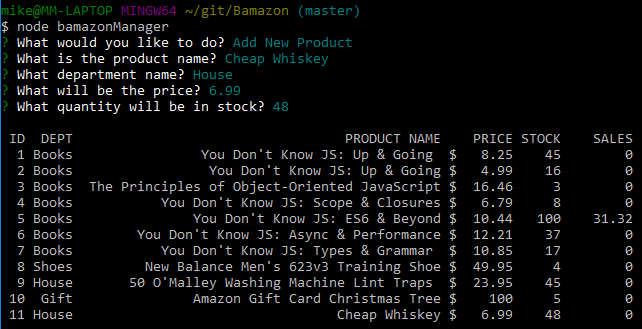 mike@MM-LAPTOP MINGW64 ~/git/Bamazon (master)
$ node bamazonManager
? What would you like to do? Add New Product
? What is the product name? Cheap Whiskey
? What department name? House
? What will be the price? 6.99
? What quantity will be in stock? 48
ID DEPT PRODUCT NAME PRICE STOCK SALES
1 Books You Don't Know JS: Up & Going $ 8.25 45 0
2 Books You Don't Know JS: Up & Going $ 4.99 16 0
3 Books The Principles of Object-Oriented JavaScript $ 16.46 3 0
4 Books You Don't Know JS: Scope & Closures $ 6.79 8 0
5 Books You Don't Know JS: ES6 & Beyond $ 10.44 100 31.32
6 Books You Don't Know JS: Async & Performance $ 12.21 37 0
7 Books You Don't Know JS: Types & Grammar $ 10.85 17 0
8 Shoes New Balance Men's 623v3 Training Shoe $ 49.95 4 0
9 House 50 O'Malley Washing Machine Lint Traps $ 23.95 45 0
10 Gift Amazon Gift Card Christmas Tree $ 100 5 0
11 House Cheap Whiskey $ 6.99 48 0